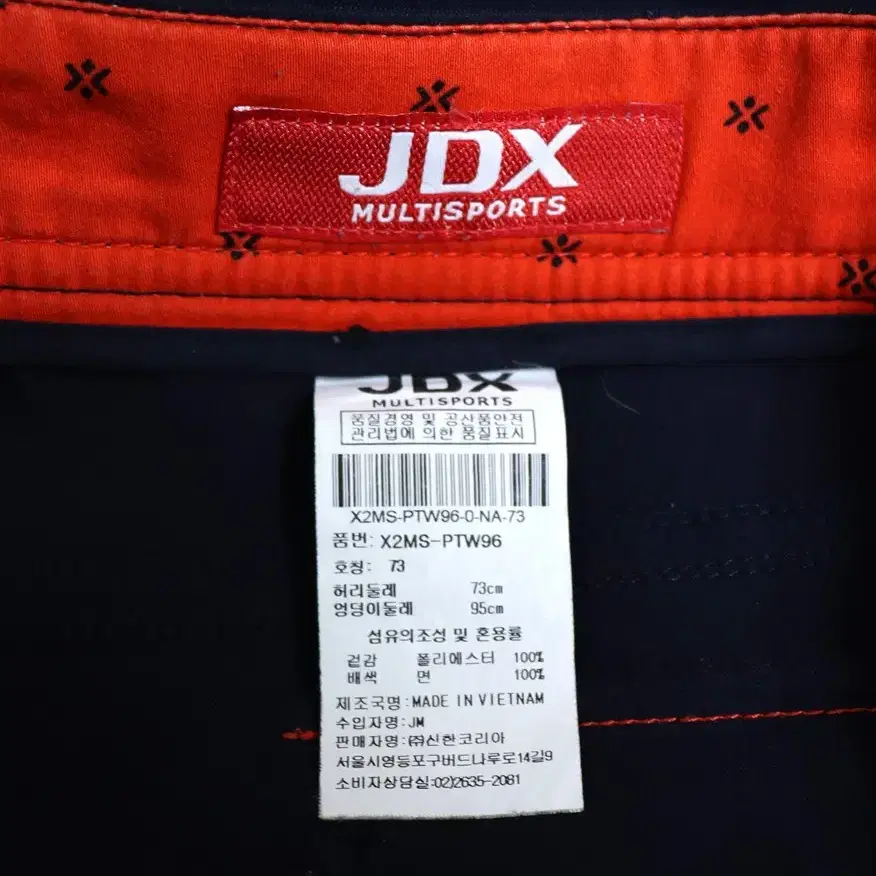 JDX
MULTISPORTS
JDX
MULTISPORTS
품질경영 및 공산품안전
관리법에 의한 품질표시
X2MS-PTW96-0-NA-73
품번: X2MS-PTW96
호칭: 73
허리둘레 73cm
엉덩이둘레 95cm
섬유의조성 및 혼용률
겉감 폴리에스터 100%
배색 면 100%
제조국명:MADE IN VIETNAM
수입자명:JM
판매자명:㈜신한코리아
서울시영등포구버드나루로14길9
소비자상담실:02)2635-2081